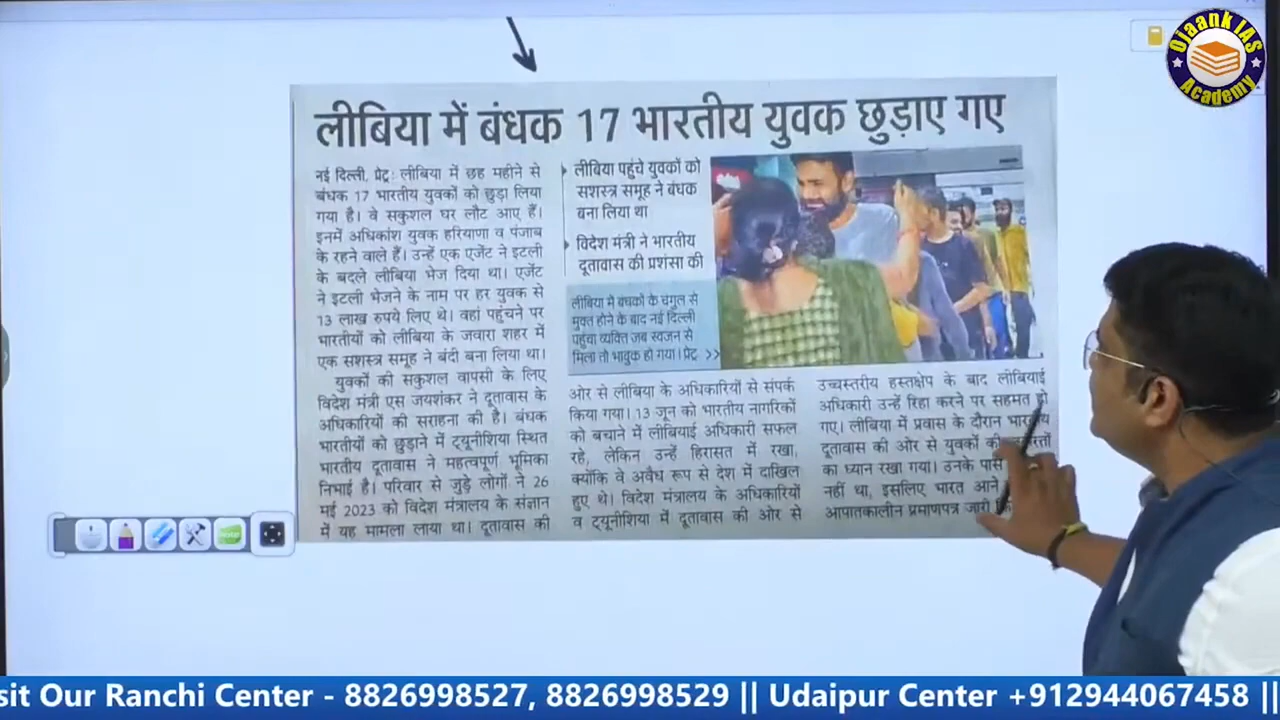 Ojaank IAS
Academy
लीबिया में बंधक 17 भारतीय युवक छुड़ाए गए
नई दिल्ली, प्रेट्र: लीबिया में छह महीने से
बंधक 17 भारतीय युवकों को छुड़ा लिया
गया है। वे सकुशल घर लौट आए हैं।
इनमें अधिकांश युवक हरियाणा व पंजाब
के रहने वाले हैं। उन्हें एक एजेंट ने इटली
के बदले लीबिया भेज दिया था। एजेंट
ने इटली भेजने के नाम पर हर युवक से
13 लाख रुपये लिए थे। वहां पहुंचने पर
भारतीयों को लीबिया के जवारा शहर में
एक सशस्त्र समूह ने बंदी बना लिया था।
युवकों की सकुशल वापसी के लिए
विदेश मंत्री एस जयशंकर ने दूतावास के
अधिकारियों की सराहना की है। बंधक
भारतीयों को छुड़ाने में ट्यूनीशिया स्थित
भारतीय दूतावास ने महत्वपूर्ण भूमिका
निभाई है। परिवार से जुड़े लोगों ने 26
मई 2023 को विदेश मंत्रालय के संज्ञान
में यह मामला लाया था। दूतावास की
लीबिया पहुंचे युवकों को
सशस्त्र समूह ने बंधक
बना लिया था
विदेश मंत्री ने भारतीय
दूतावास की प्रशंसा की
लीबिया में बंधकों के चंगुल से
मुक्त होने के बाद नई दिल्ली
पहुंचा व्यक्ति जब स्वजन से
मिला तो भावुक हो गया। प्रेट्र >>
ओर से लीबिया के अधिकारियों से संपर्क
किया गया। 13 जून को भारतीय नागरिकों
को बचाने में लीबियाई अधिकारी सफल
रहे, लेकिन उन्हें हिरासत में रखा,
क्योंकि वे अवैध रूप से देश में दाखिल
हुए थे। विदेश मंत्रालय के अधिकारियों
व ट्यूनीशिया में दूतावास की ओर से
उच्चस्तरीय हस्तक्षेप के बाद लीबियाई
अधिकारी उन्हें रिहा करने पर सहमत हो
गए। लीबिया में प्रवास के दौरान भारतीय
दूतावास की ओर से युवकों की
का ध्यान रखा गया। उनके पास
नहीं था, इसलिए भारत आने
आपातकालीन प्रमाणपत्र जारी
sit Our Ranchi Center - 8826998527, 8826998529 || Udaipur Center +912944067458 ||